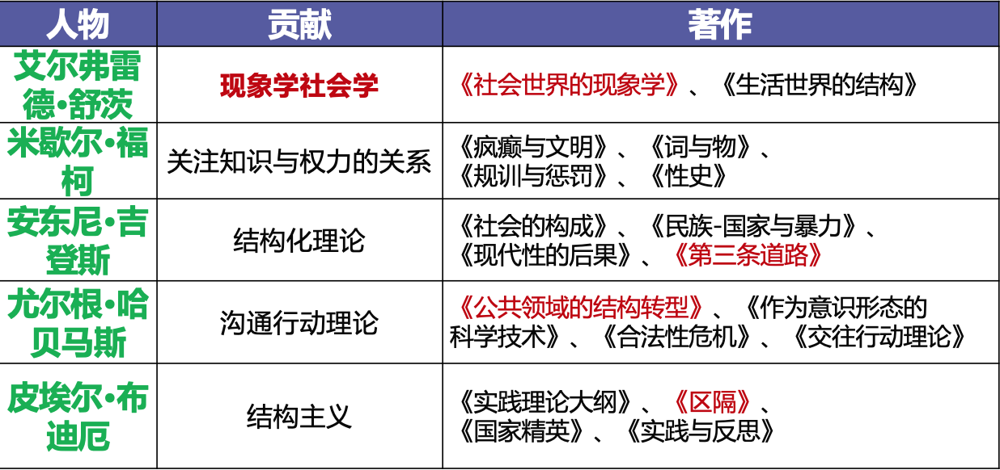 人物 贡献 著作
艾尔弗雷
德·舒茨
现象学社会学
《社会世界的现象学》、《生活世界的结构》
米歇尔·福
柯
关注知识与权力的关系
《疯癫与文明》、《词与物》、
《规训与惩罚》、《性史》
安东尼·吉
登斯
结构化理论
《社会的构成》、《民族-国家与暴力》、
《现代性的后果》、《第三条道路》
尤尔根·哈
贝马斯
沟通行动理论
《公共领域的结构转型》、《作为意识形态的
科学技术》、《合法性危机》、《交往行动理论》
皮埃尔·布
迪厄
结构主义
《实践理论大纲》、《区隔》、
《国家精英》、《实践与反思》